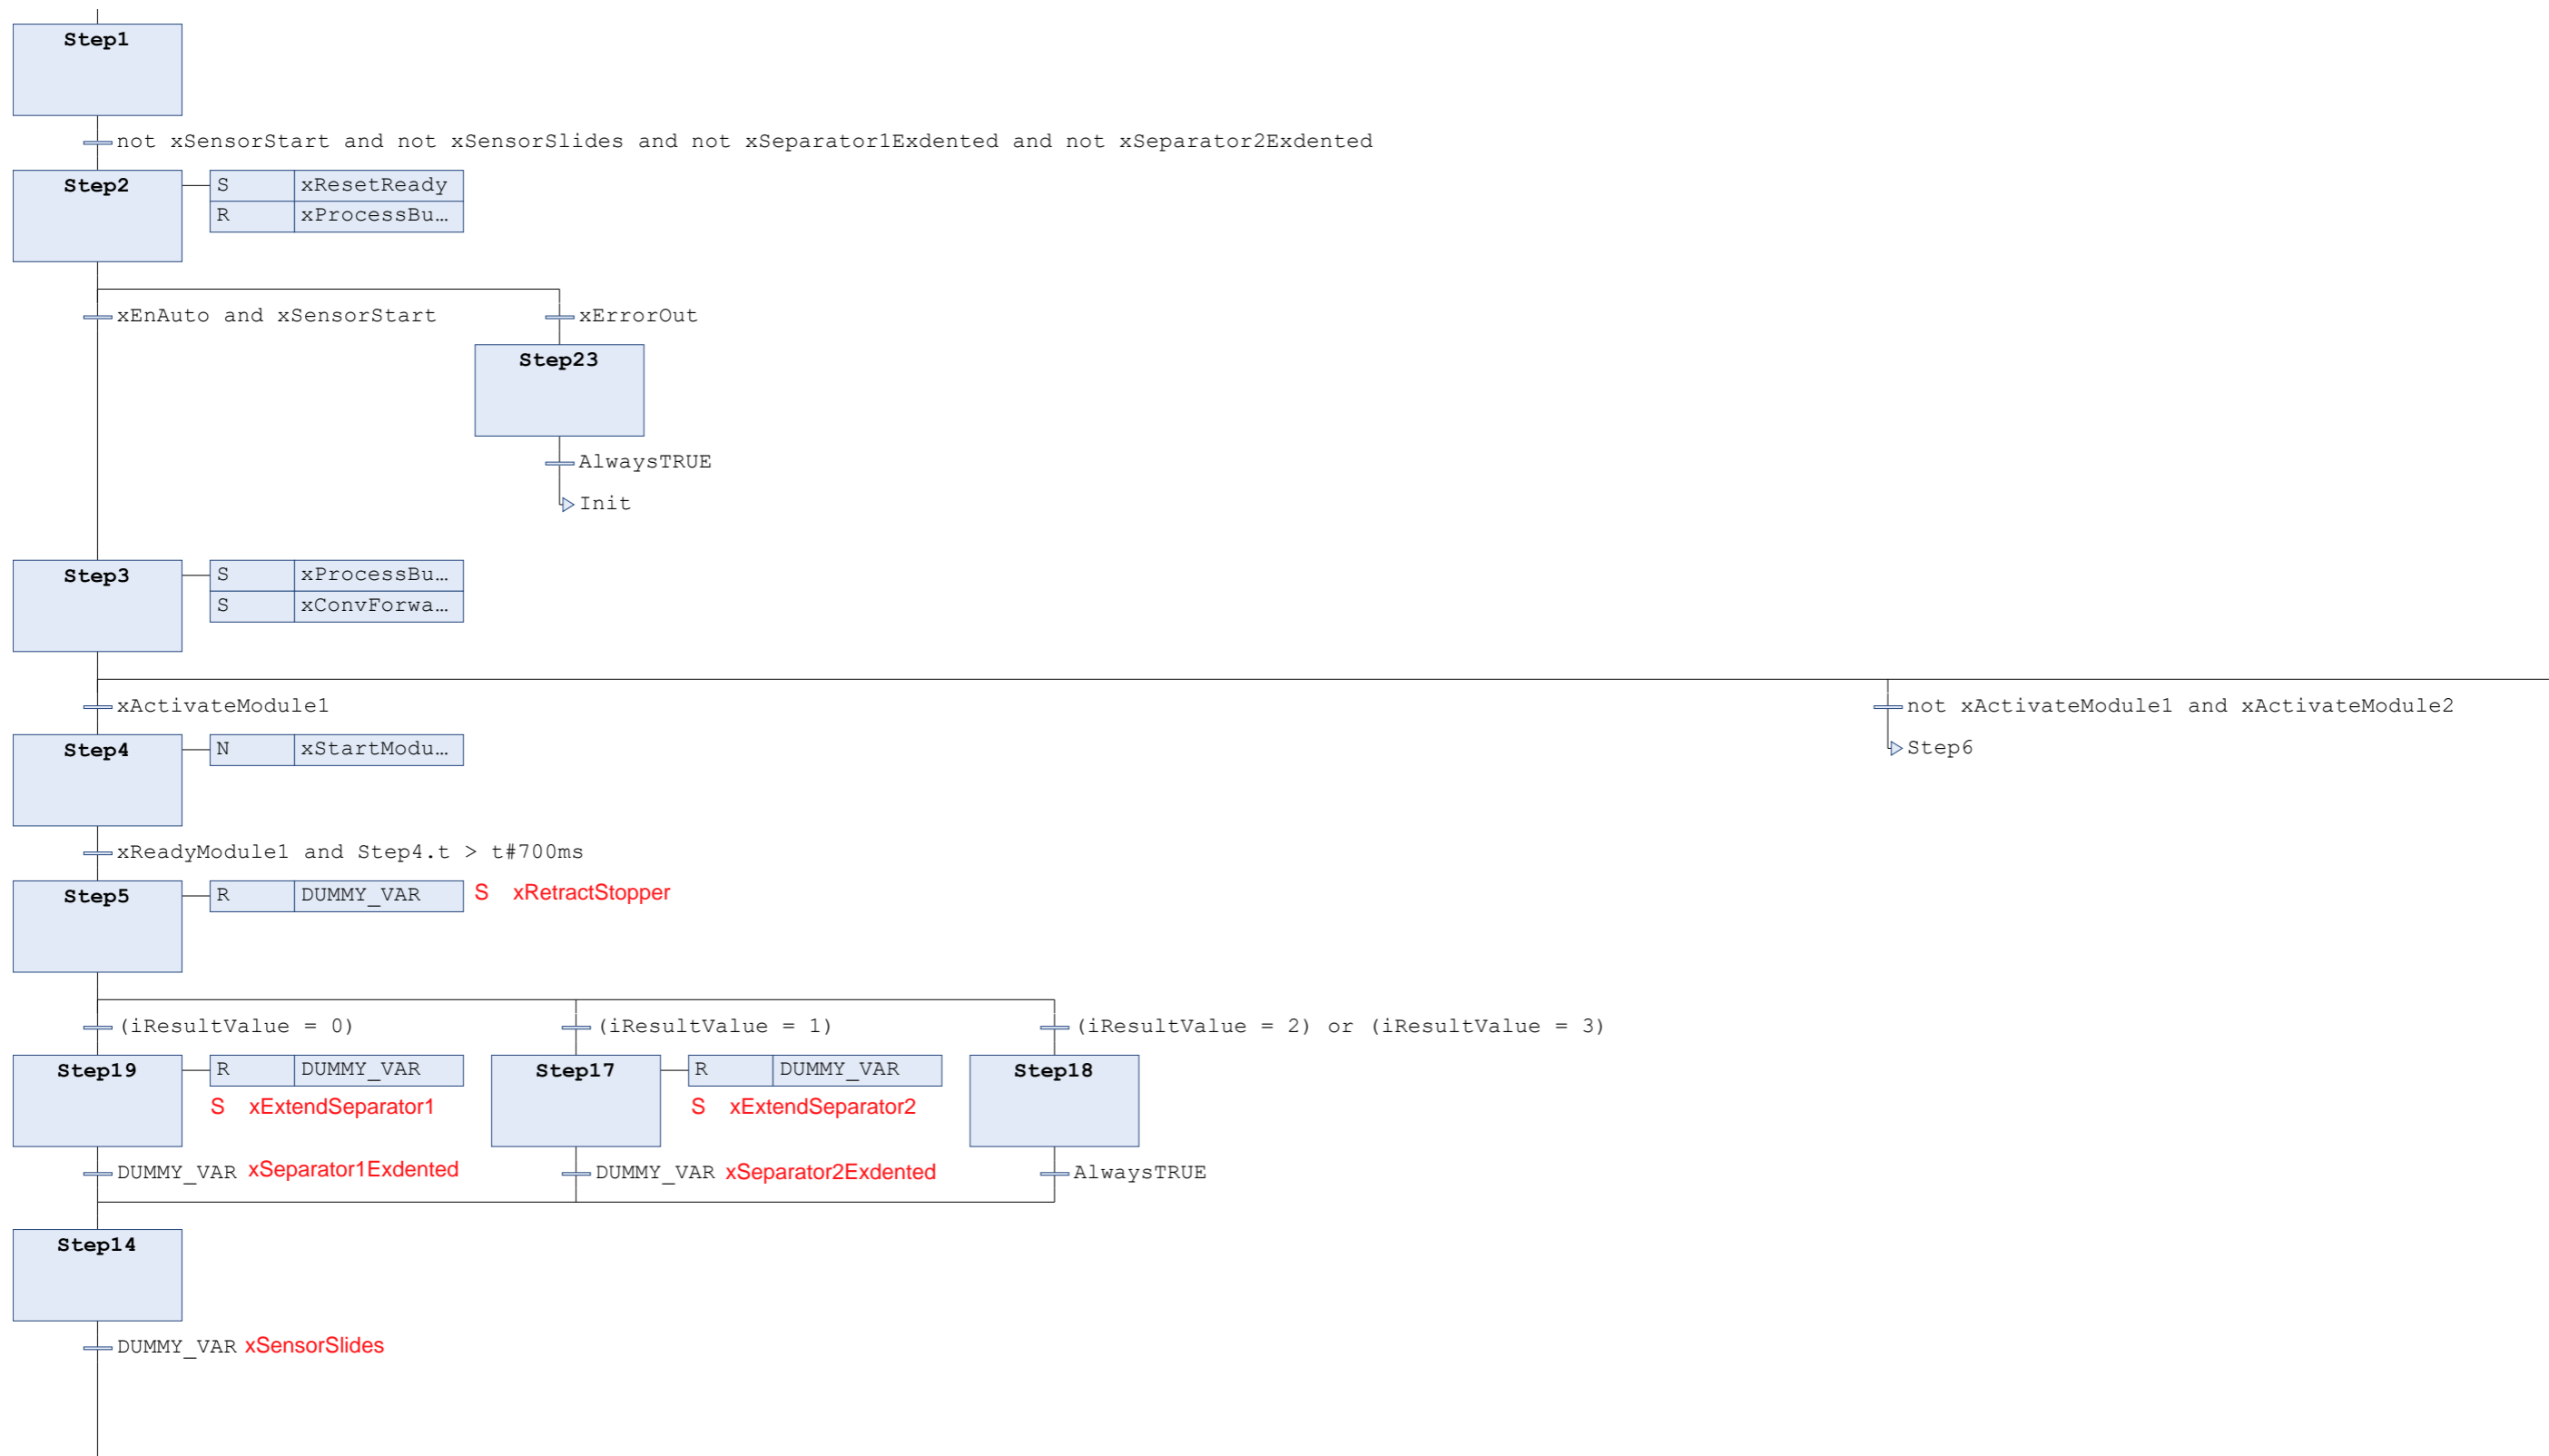 Step1
not xSensorStart and not xSensorSlides and not xSeparator1Exdented and not xSeparator2Exdented
Step2
S xResetReady
R xProcessBu…
xEnAuto and xSensorStart
xErrorOut
Step23
AlwaysTRUE
Init
Step3
S xProcessBu…
S xConvForwa…
xActivateModule1
not xActivateModule1 and xActivateModule2
Step4
N xStartModu…
Step6
xReadyModule1 and Step4.t > t#700ms
Step5
R DUMMY_VAR S xRetractStopper
(iResultValue = 0)
(iResultValue = 1)
(iResultValue = 2) or (iResultValue = 3)
Step19
R DUMMY_VAR
S xExtendSeparator1
Step17
R DUMMY_VAR
S xExtendSeparator2
Step18
DUMMY_VAR xSeparator1Exdented
DUMMY_VAR xSeparator2Exdented
AlwaysTRUE
Step14
DUMMY_VAR xSensorSlides